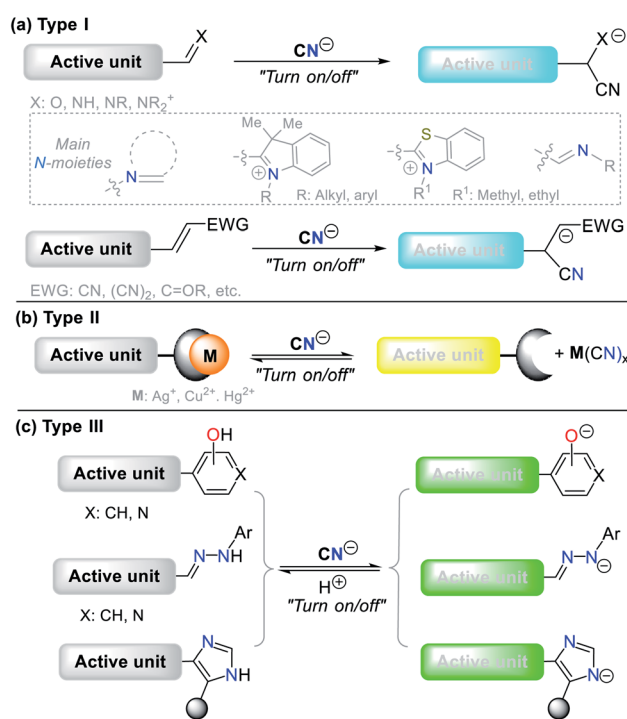 (a) Type I
Active unit
X
CN⊖
"Turn on/off"
Active unit
X⊖
CN
X: O, NH, NR, NR₂⁺
Main
N-moieties
N
Me Me
N
⊕
R
R: Alkyl, aryl
S
N
⊕
R¹
R¹: Methyl, ethyl
N
R
Active unit
EWG
CN⊖
"Turn on/off"
Active unit
⊖
EWG
CN
EWG: CN, (CN)₂, C=OR, etc.
(b) Type II
Active unit
M
CN⊖
"Turn on/off"
Active unit
+ M(CN)ₓ
M: Ag⁺, Cu²⁺. Hg²⁺
(c) Type III
Active unit
OH
X
X: CH, N
Active unit
N
N
H
Ar
X: CH, N
Active unit
N
NH
CN⊖
H⊕
"Turn on/off"
Active unit
O⊖
X
Active unit
N
N
⊖
Ar
Active unit
N
N⊖